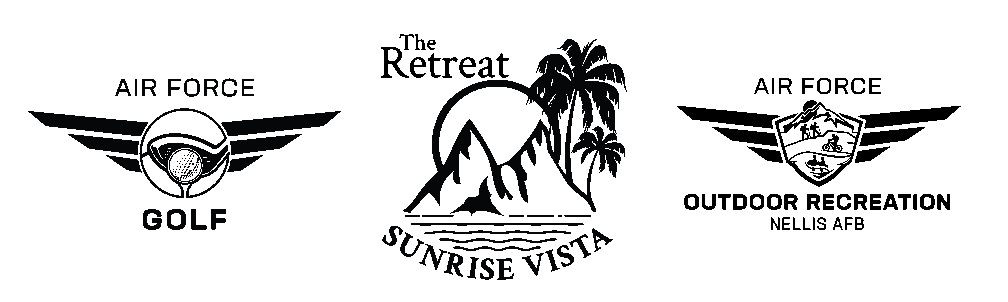 AIR FORCE
GOLF
The
Retreat
SUNRISE VISTA
AIR FORCE
OUTDOOR RECREATION
NELLIS AFB